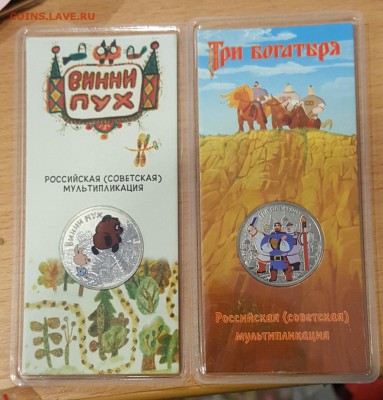 COINS.LAVE.RU
ВИННИ
ПУХ
РОССИЙСКАЯ (СОВЕТСКАЯ)
МУЛЬТИПЛИКАЦИЯ
ВИННИ ПУХ
Три богатыря
Российская (советская)
мультипликация